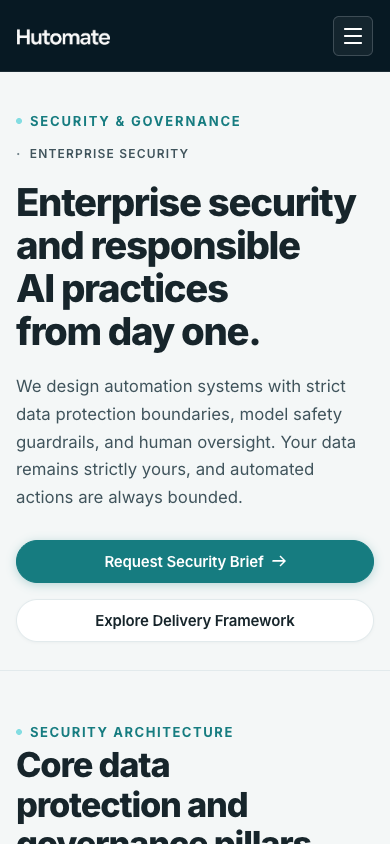 Hutomate
SECURITY & GOVERNANCE
· ENTERPRISE SECURITY
Enterprise security
and responsible
AI practices
from day one.
We design automation systems with strict
data protection boundaries, model safety
guardrails, and human oversight. Your data
remains strictly yours, and automated
actions are always bounded.
Request Security Brief →
Explore Delivery Framework
SECURITY ARCHITECTURE
Core data
protection and
governance pillars